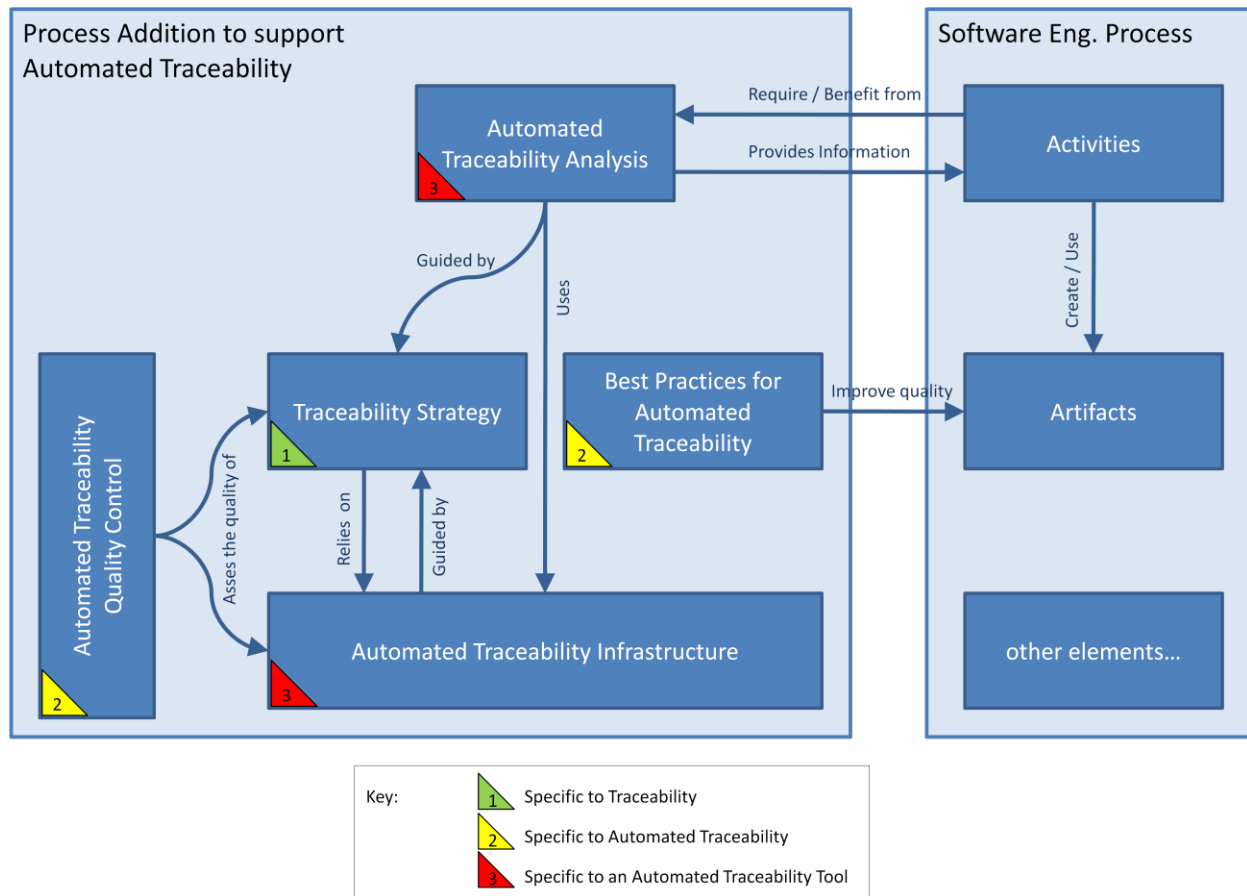 Process Addition to support
Automated Traceability
Software Eng. Process
Automated
Traceability Analysis
3
Require / Benefit from
Provides Information
Activities
Guided by
Uses
Create / Use
Automated Traceability
Quality Control
2
Asses the quality of
Traceability Strategy
1
Best Practices for
Automated
Traceability
2
Improve quality
Artifacts
Relies on
Guided by
Automated Traceability Infrastructure
3
other elements...
Key:
1 Specific to Traceability
2 Specific to Automated Traceability
3 Specific to an Automated Traceability Tool